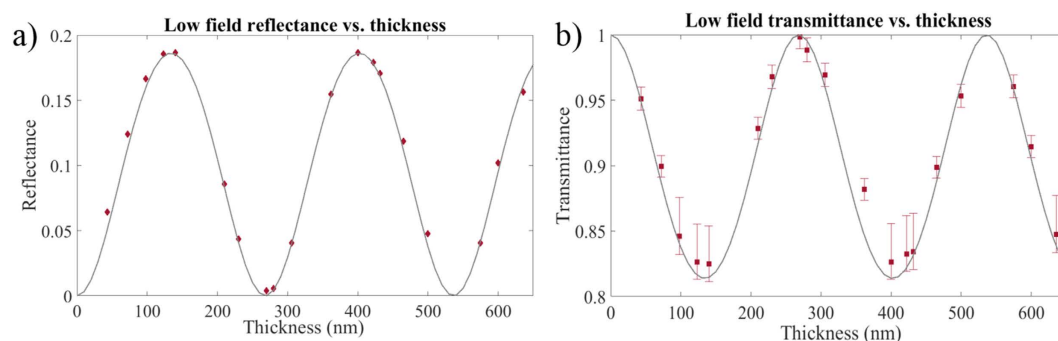 a)
Low field reflectance vs. thickness
Reflectance
0.2
0.15
0.1
0.05
0
0 100 200 300 400 500 600
Thickness (nm)
b)
Low field transmittance vs. thickness
Transmittance
1
0.95
0.9
0.85
0.8
0 100 200 300 400 500 600
Thickness (nm)